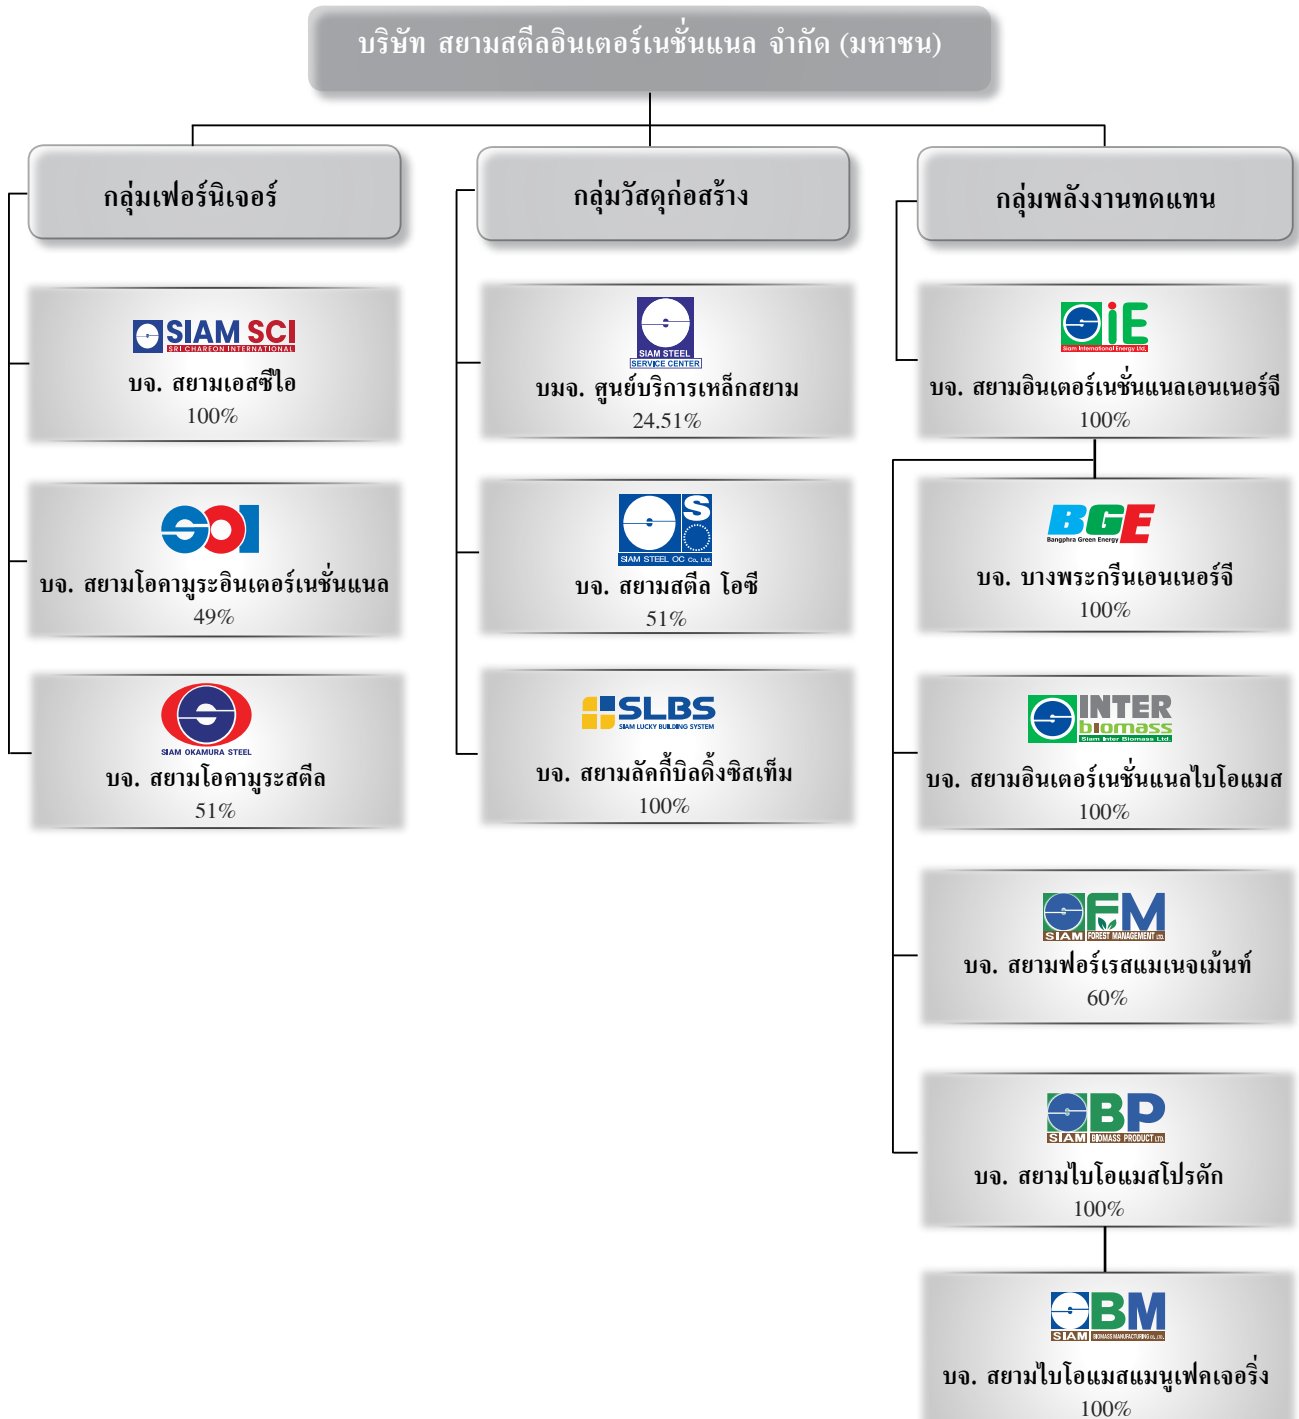 บริษัท สยามสตีลอินเตอร์เนชั่นแนล จำกัด (มหาชน)
กลุ่มเฟอร์นิเจอร์
SIAM SCI
SRI CHAREON INTERNATIONAL
บจ. สยามเอสซีไอ
100%
SOI
บจ. สยามโอคามูระอินเตอร์เนชั่นแนล
49%
SIAM OKAMURA STEEL
บจ. สยามโอคามูระสตีล
51%
กลุ่มวัสดุก่อสร้าง
SIAM STEEL
SERVICE CENTER
บมจ. ศูนย์บริการเหล็กสยาม
24.51%
S
SIAM STEEL OC Co., Ltd.
บจ. สยามสตีล โอซี
51%
SLBS
SIAM LUCKY BUILDING SYSTEM
บจ. สยามลัคกี้บิลดิ้งซิสเท็ม
100%
กลุ่มพลังงานทดแทน
iE
Siam International Energy Ltd.
บจ. สยามอินเตอร์เนชั่นแนลเอนเนอร์จี
100%
BGE
Bangphra Green Energy
บจ. บางพระกรีนเอนเนอร์จี
100%
INTER
biomass
Siam Inter Biomass Ltd.
บจ. สยามอินเตอร์เนชั่นแนลไบโอแมส
100%
FM
SIAM FOREST MANAGEMENT LTD.
บจ. สยามฟอร์เรสแมเนจเม้นท์
60%
BP
SIAM BIOMASS PRODUCT LTD.
บจ. สยามไบโอแมสโปรดัก
100%
BM
SIAM BIOMASS MANUFACTURING CO., LTD.
บจ. สยามไบโอแมสแมนูเฟคเจอริ่ง
100%